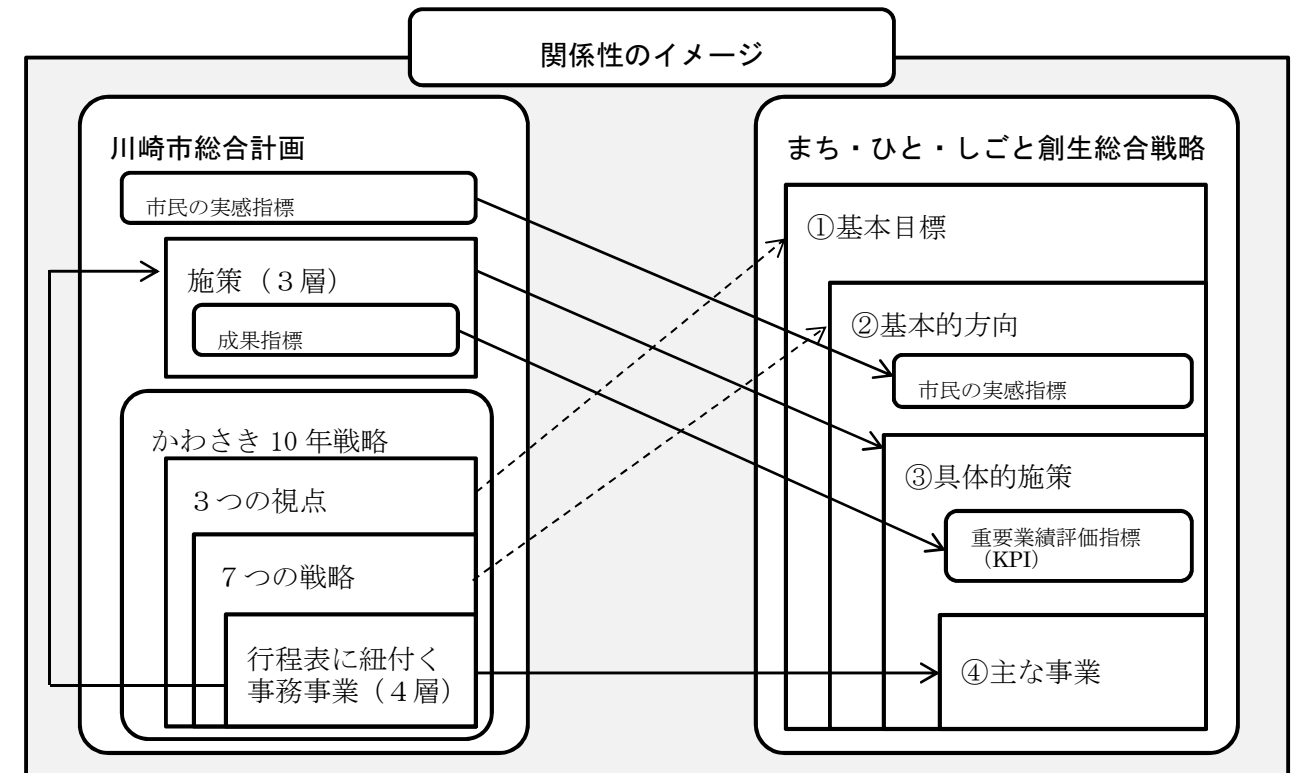 関係性のイメージ
川崎市総合計画
市民の実感指標
施策（３層）
成果指標
かわさき 10 年戦略
３つの視点
７つの戦略
行程表に紐付く
事務事業（４層）
まち・ひと・しごと創生総合戦略
①基本目標
②基本的方向
市民の実感指標
③具体的施策
重要業績評価指標
（KPI）
④主な事業